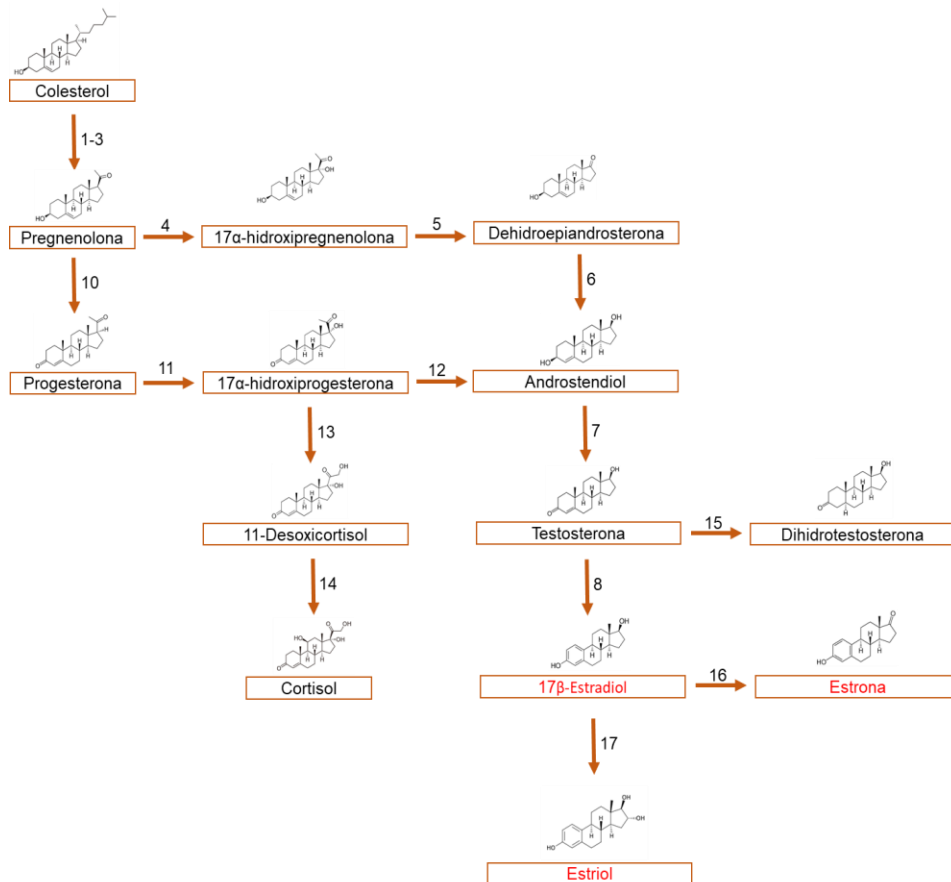 Colesterol
1-3
Pregnenolona
4
17α-hidroxipregnenolona
5
Dehidroepiandrosterona
10
6
Progesterona
11
17α-hidroxiprogesterona
12
Androstendiol
13
7
11-Desoxicortisol
Testosterona
15
Dihidrotestosterona
14
8
Cortisol
17β-Estradiol
16
Estrona
17
Estriol